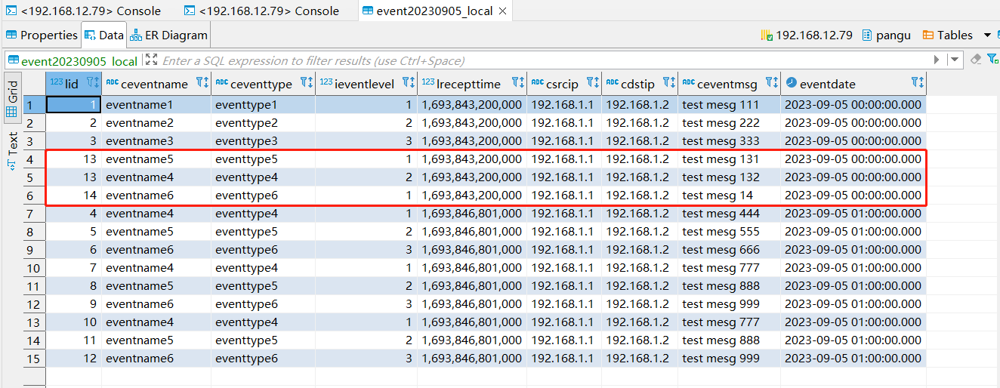 <192.168.12.79> Console <192.168.12.79> Console event20230905_local
Properties Data ER Diagram 192.168.12.79 pangu Tables
event20230905_local Enter a SQL expression to filter results (use Ctrl+Space)
Grid
Text
123 lid ABC ceventname ABC ceventtype 123 ieventlevel 123 lrecepttime ABC csrcip ABC cdstip ABC ceventmsg eventdate
1 1 eventname1 eventtype1 1 1,693,843,200,000 192.168.1.1 192.168.1.2 test mesg 111 2023-09-05 00:00:00.000
2 2 eventname2 eventtype2 2 1,693,843,200,000 192.168.1.1 192.168.1.2 test mesg 222 2023-09-05 00:00:00.000
3 3 eventname3 eventtype3 3 1,693,843,200,000 192.168.1.1 192.168.1.2 test mesg 333 2023-09-05 00:00:00.000
4 13 eventname5 eventtype5 1 1,693,843,200,000 192.168.1.1 192.168.1.2 test mesg 131 2023-09-05 00:00:00.000
5 13 eventname4 eventtype4 2 1,693,843,200,000 192.168.1.1 192.168.1.2 test mesg 132 2023-09-05 00:00:00.000
6 14 eventname6 eventtype6 1 1,693,843,200,000 192.168.1.1 192.168.1.2 test mesg 14 2023-09-05 00:00:00.000
7 4 eventname4 eventtype4 1 1,693,846,801,000 192.168.1.1 192.168.1.2 test mesg 444 2023-09-05 01:00:00.000
8 5 eventname5 eventtype5 2 1,693,846,801,000 192.168.1.1 192.168.1.2 test mesg 555 2023-09-05 01:00:00.000
9 6 eventname6 eventtype6 3 1,693,846,801,000 192.168.1.1 192.168.1.2 test mesg 666 2023-09-05 01:00:00.000
10 7 eventname4 eventtype4 1 1,693,846,801,000 192.168.1.1 192.168.1.2 test mesg 777 2023-09-05 01:00:00.000
11 8 eventname5 eventtype5 2 1,693,846,801,000 192.168.1.1 192.168.1.2 test mesg 888 2023-09-05 01:00:00.000
12 9 eventname6 eventtype6 3 1,693,846,801,000 192.168.1.1 192.168.1.2 test mesg 999 2023-09-05 01:00:00.000
13 10 eventname4 eventtype4 1 1,693,846,801,000 192.168.1.1 192.168.1.2 test mesg 777 2023-09-05 01:00:00.000
14 11 eventname5 eventtype5 2 1,693,846,801,000 192.168.1.1 192.168.1.2 test mesg 888 2023-09-05 01:00:00.000
15 12 eventname6 eventtype6 3 1,693,846,801,000 192.168.1.1 192.168.1.2 test mesg 999 2023-09-05 01:00:00.000